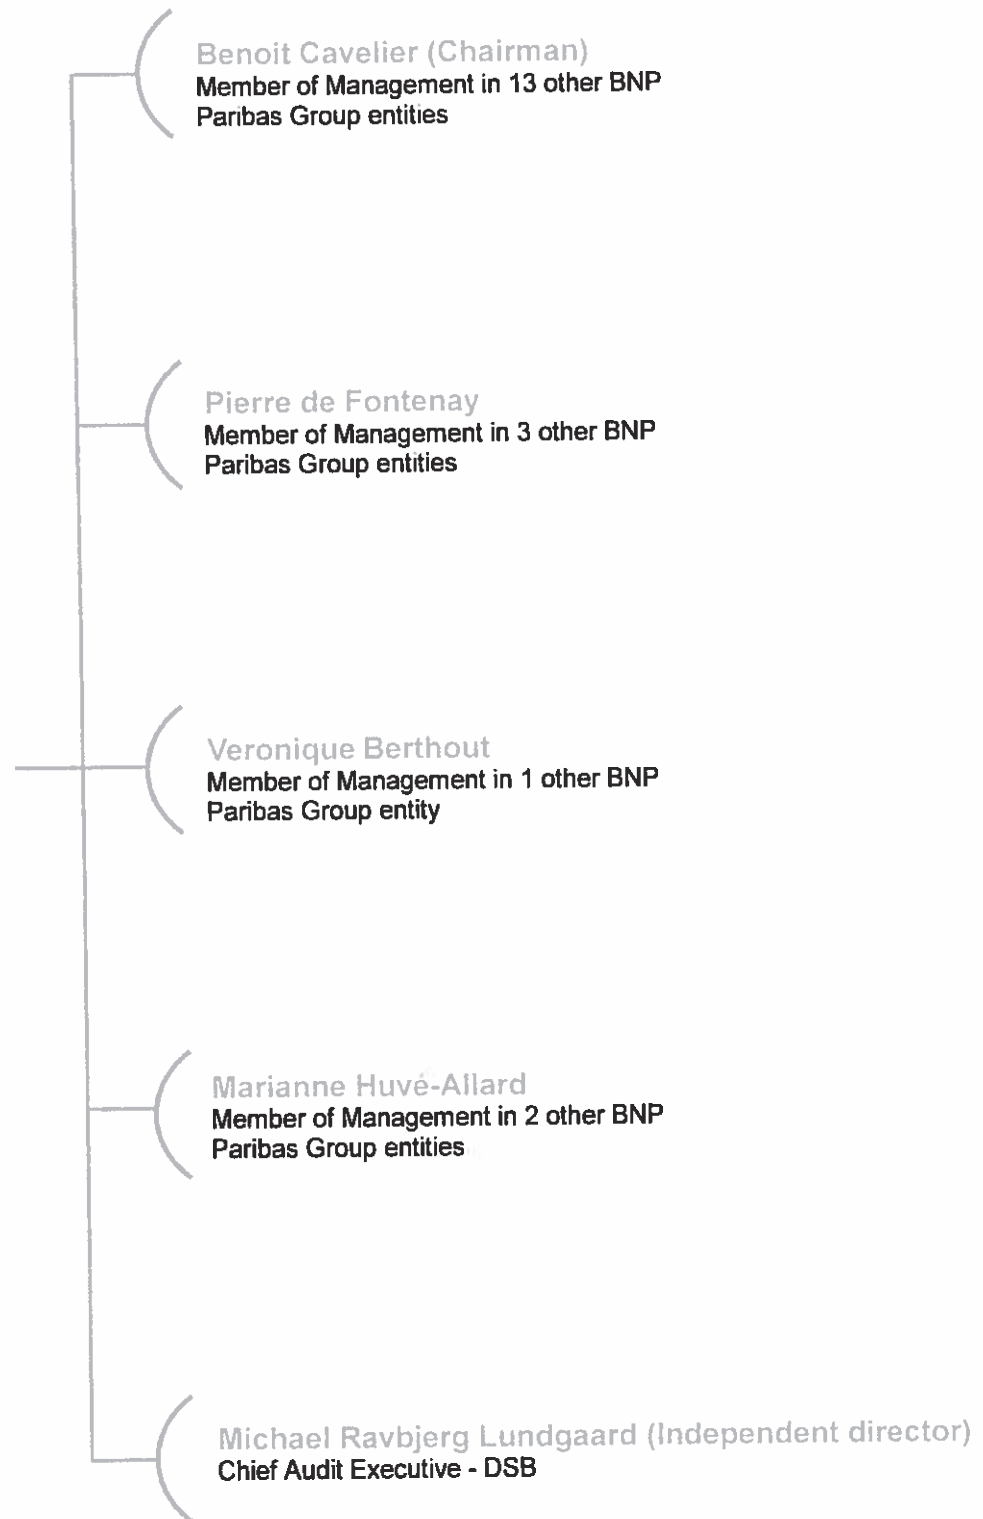 Benoit Cavelier (Chairman)
Member of Management in 13 other BNP
Paribas Group entities
Pierre de Fontenay
Member of Management in 3 other BNP
Paribas Group entities
Veronique Berthout
Member of Management in 1 other BNP
Paribas Group entity
Marianne Huvé-Allard
Member of Management in 2 other BNP
Paribas Group entities
Michael Ravbjerg Lundgaard (Independent director)
Chief Audit Executive - DSB